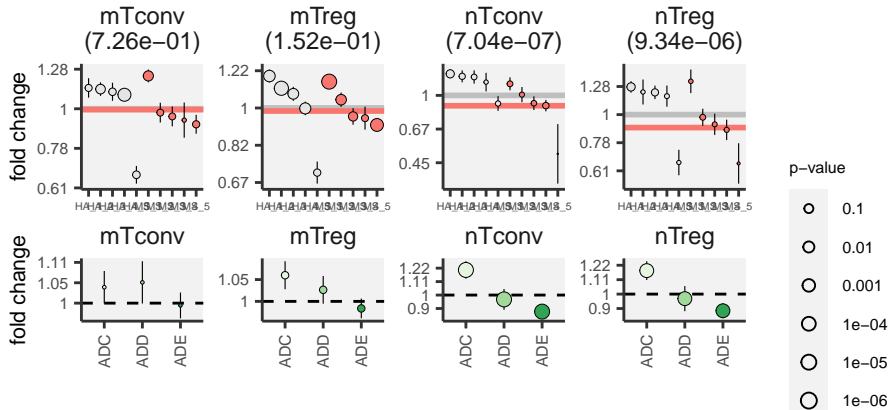 mTconv
(7.26e−01)
mTreg
(1.52e−01)
nTconv
(7.04e−07)
nTreg
(9.34e−06)
fold change
1.28
1
0.78
0.61
1.22
1
0.82
0.67
1
0.67
0.45
1.28
1
0.78
0.61
mTconv
mTreg
nTconv
nTreg
fold change
1.11
1.05
1
1.05
1
1.22
1.11
1
0.9
1.22
1.11
1
0.9
ADC
ADD
ADE
ADC
ADD
ADE
ADC
ADD
ADE
ADC
ADD
ADE
p−value
0.1
0.01
0.001
1e−04
1e−05
1e−06